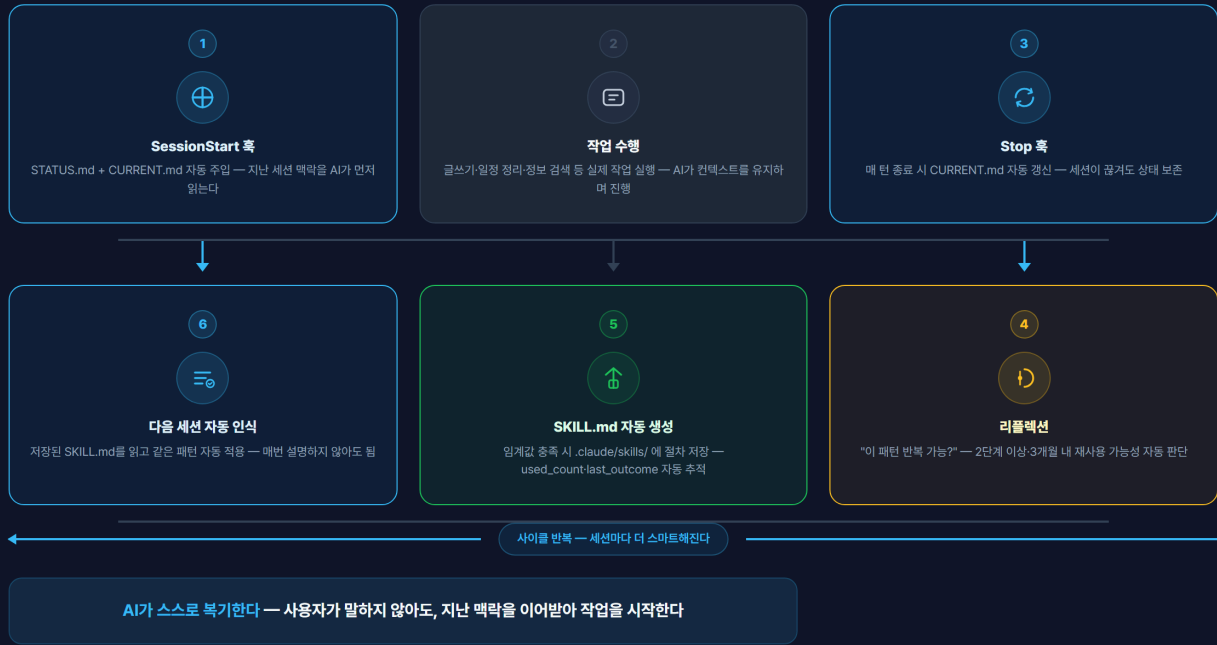 1
SessionStart 훅
STATUS.md + CURRENT.md 자동 주입 — 지난 세션 맥락을 AI가 먼저
읽는다
2
작업 수행
글쓰기·일정 정리·정보 검색 등 실제 작업 실행 — AI가 컨텍스트를 유지하
며 진행
3
Stop 훅
매 턴 종료 시 CURRENT.md 자동 갱신 — 세션이 끊겨도 상태 보존
6
다음 세션 자동 인식
저장된 SKILL.md를 읽고 같은 패턴 자동 적용 — 매번 설명하지 않아도 됨
5
SKILL.md 자동 생성
임계값 충족 시 .claude/skills/ 에 절차 저장 —
used_count·last_outcome 자동 추적
4
리플렉션
"이 패턴 반복 가능?" — 2단계 이상·3개월 내 재사용 가능성 자동 판단
사이클 반복 — 세션마다 더 스마트해진다
AI가 스스로 복기한다 — 사용자가 말하지 않아도, 지난 맥락을 이어받아 작업을 시작한다